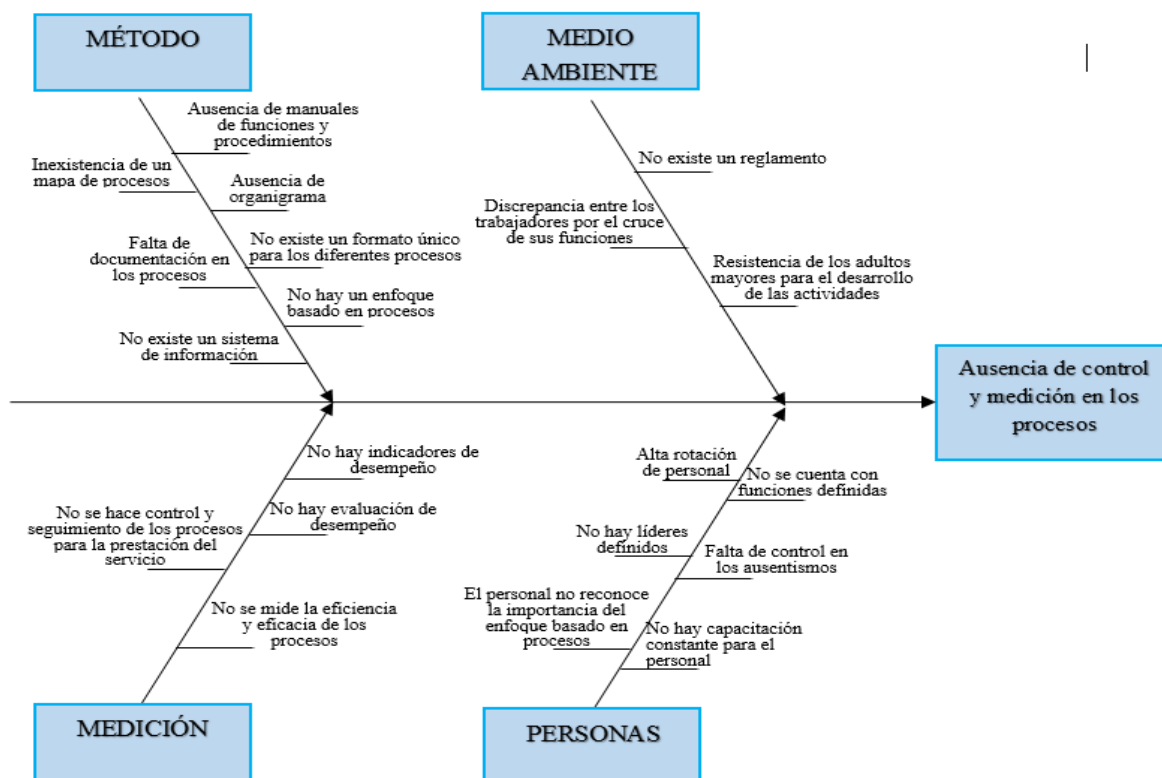 MÉTODO
MEDIO
AMBIENTE
Ausencia de manuales
de funciones y
procedimientos
Inexistencia de un
mapa de procesos
Ausencia de
organigrama
Falta de
documentación en
los procesos
No existe un formato único
para los diferentes procesos
No hay un enfoque
basado en procesos
No existe un sistema
de información
No existe un reglamento
Discrepancia entre los
trabajadores por el cruce
de sus funciones
Resistencia de los adultos
mayores para el desarrollo
de las actividades
Ausencia de control
y medición en los
procesos
No hay indicadores de
desempeño
No hay evaluación de
desempeño
No se hace control y
seguimiento de los procesos
para la prestación del
servicio
No se mide la eficiencia
y eficacia de los
procesos
Alta rotación
de personal
No se cuenta con
funciones definidas
No hay líderes
definidos
Falta de control en
los ausentismos
El personal no reconoce
la importancia del
enfoque basado en
procesos
No hay capacitación
constante para el
personal
MEDICIÓN
PERSONAS